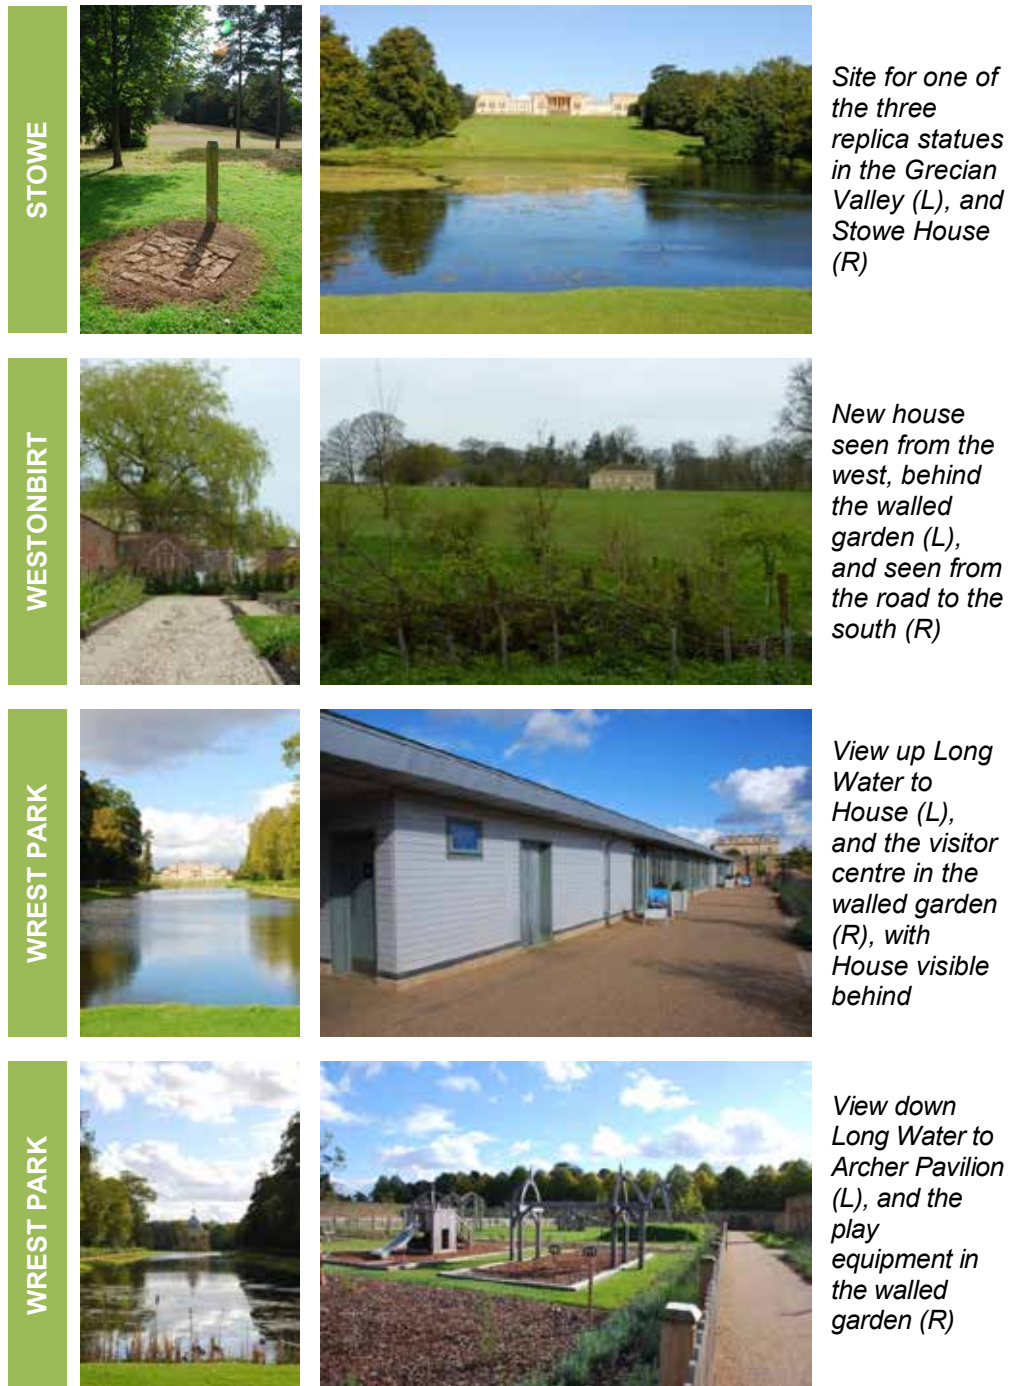 STOWE
Site for one of
the three
replica statues
in the Grecian
Valley (L), and
Stowe House
(R)
WESTONBIRT
New house
seen from the
west, behind
the walled
garden (L),
and seen from
the road to the
south (R)
WREST PARK
View up Long
Water to
House (L),
and the visitor
centre in the
walled garden
(R), with
House visible
behind
WREST PARK
View down
Long Water to
Archer Pavilion
(L), and the
play
equipment in
the walled
garden (R)